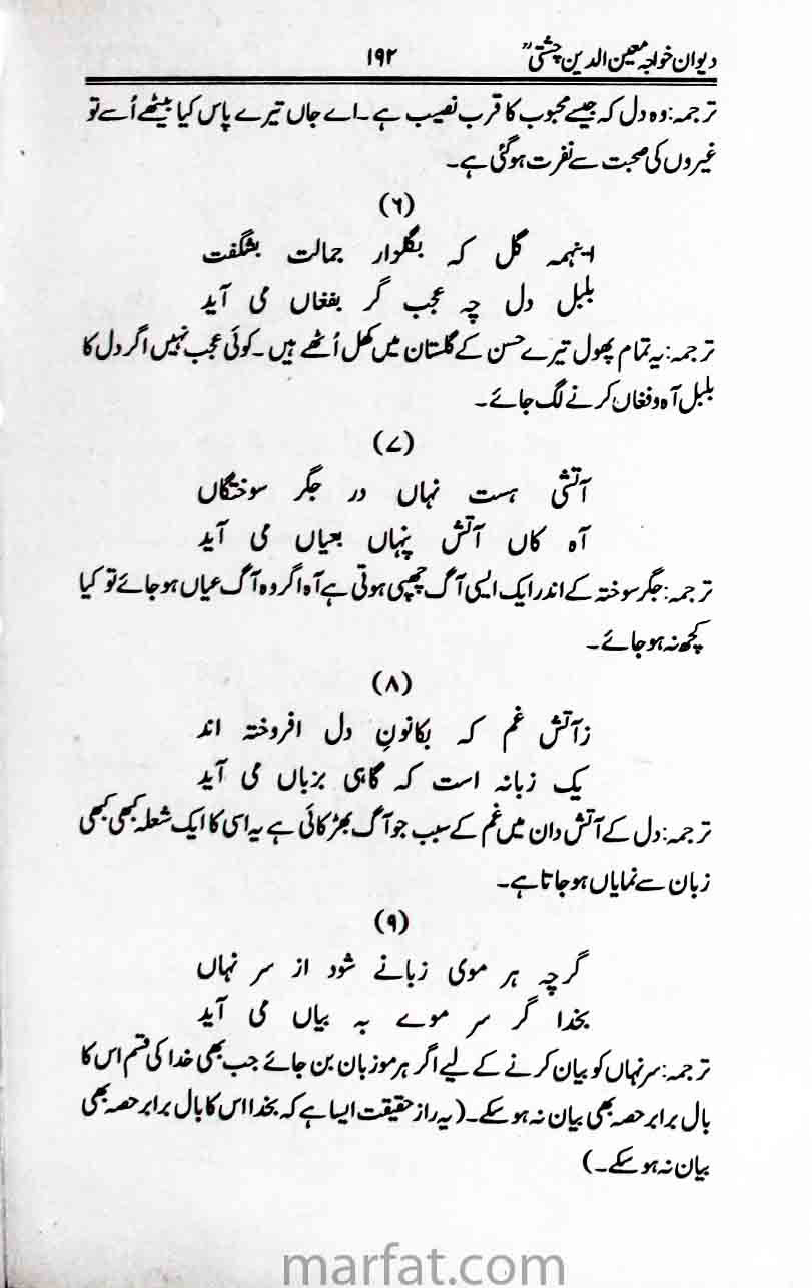 دیوان خواجہ معین الدین چشتیؒ ۱۹۲
ترجمہ: وہ دل کہ جیسے محبوب کا قرب نصیب ہے۔ اے جاں تیرے پاس کیا بیٹھے اُسے تو
غیروں کی صحبت سے نفرت ہوگئی ہے۔
(۶)
اینہمہ گل کہ بگلوار جمالت بشگفت
بلبل دل چہ عجب گر بفغاں می آید
ترجمہ: یہ تمام پھول تیرے حسن کے گلستان میں کھل اُٹھے ہیں۔ کوئی عجب نہیں اگر دل کا
بلبل آہ وفغاں کرنے لگ جائے۔
(۷)
آتشی ہست نہاں در جگر سوختگاں
آہ کاں آتش پنہاں بعیاں می آید
ترجمہ: جگر سوختہ کے اندر ایک ایسی آگ چھپی ہوتی ہے آہ اگر وہ آگ عیاں ہوجائے تو کیا
کچھ نہ ہو جائے۔
(۸)
زآتش غم کہ بکانونِ دل افروختہ اند
یک زبانہ است کہ گاہی بزباں می آید
ترجمہ: دل کے آتش دان میں غم کے سبب جو آگ بھڑکائی ہے یہ اسی کا ایک شعلہ کبھی کبھی
زبان سے نمایاں ہو جاتا ہے۔
(۹)
گرچہ ہر موی زبانے شود از سر نہاں
بخدا گر سر موے بہ بیاں می آید
ترجمہ: سر نہاں کو بیان کرنے کے لیے اگر ہر مو زبان بن جائے جب بھی خدا کی قسم اس کا
بال برابر حصہ بھی بیان نہ ہو سکے۔ (یہ راز حقیقت ایسا ہے کہ بخدا اس کا بال برابر حصہ بھی
بیان نہ ہو سکے۔)
marfat.com